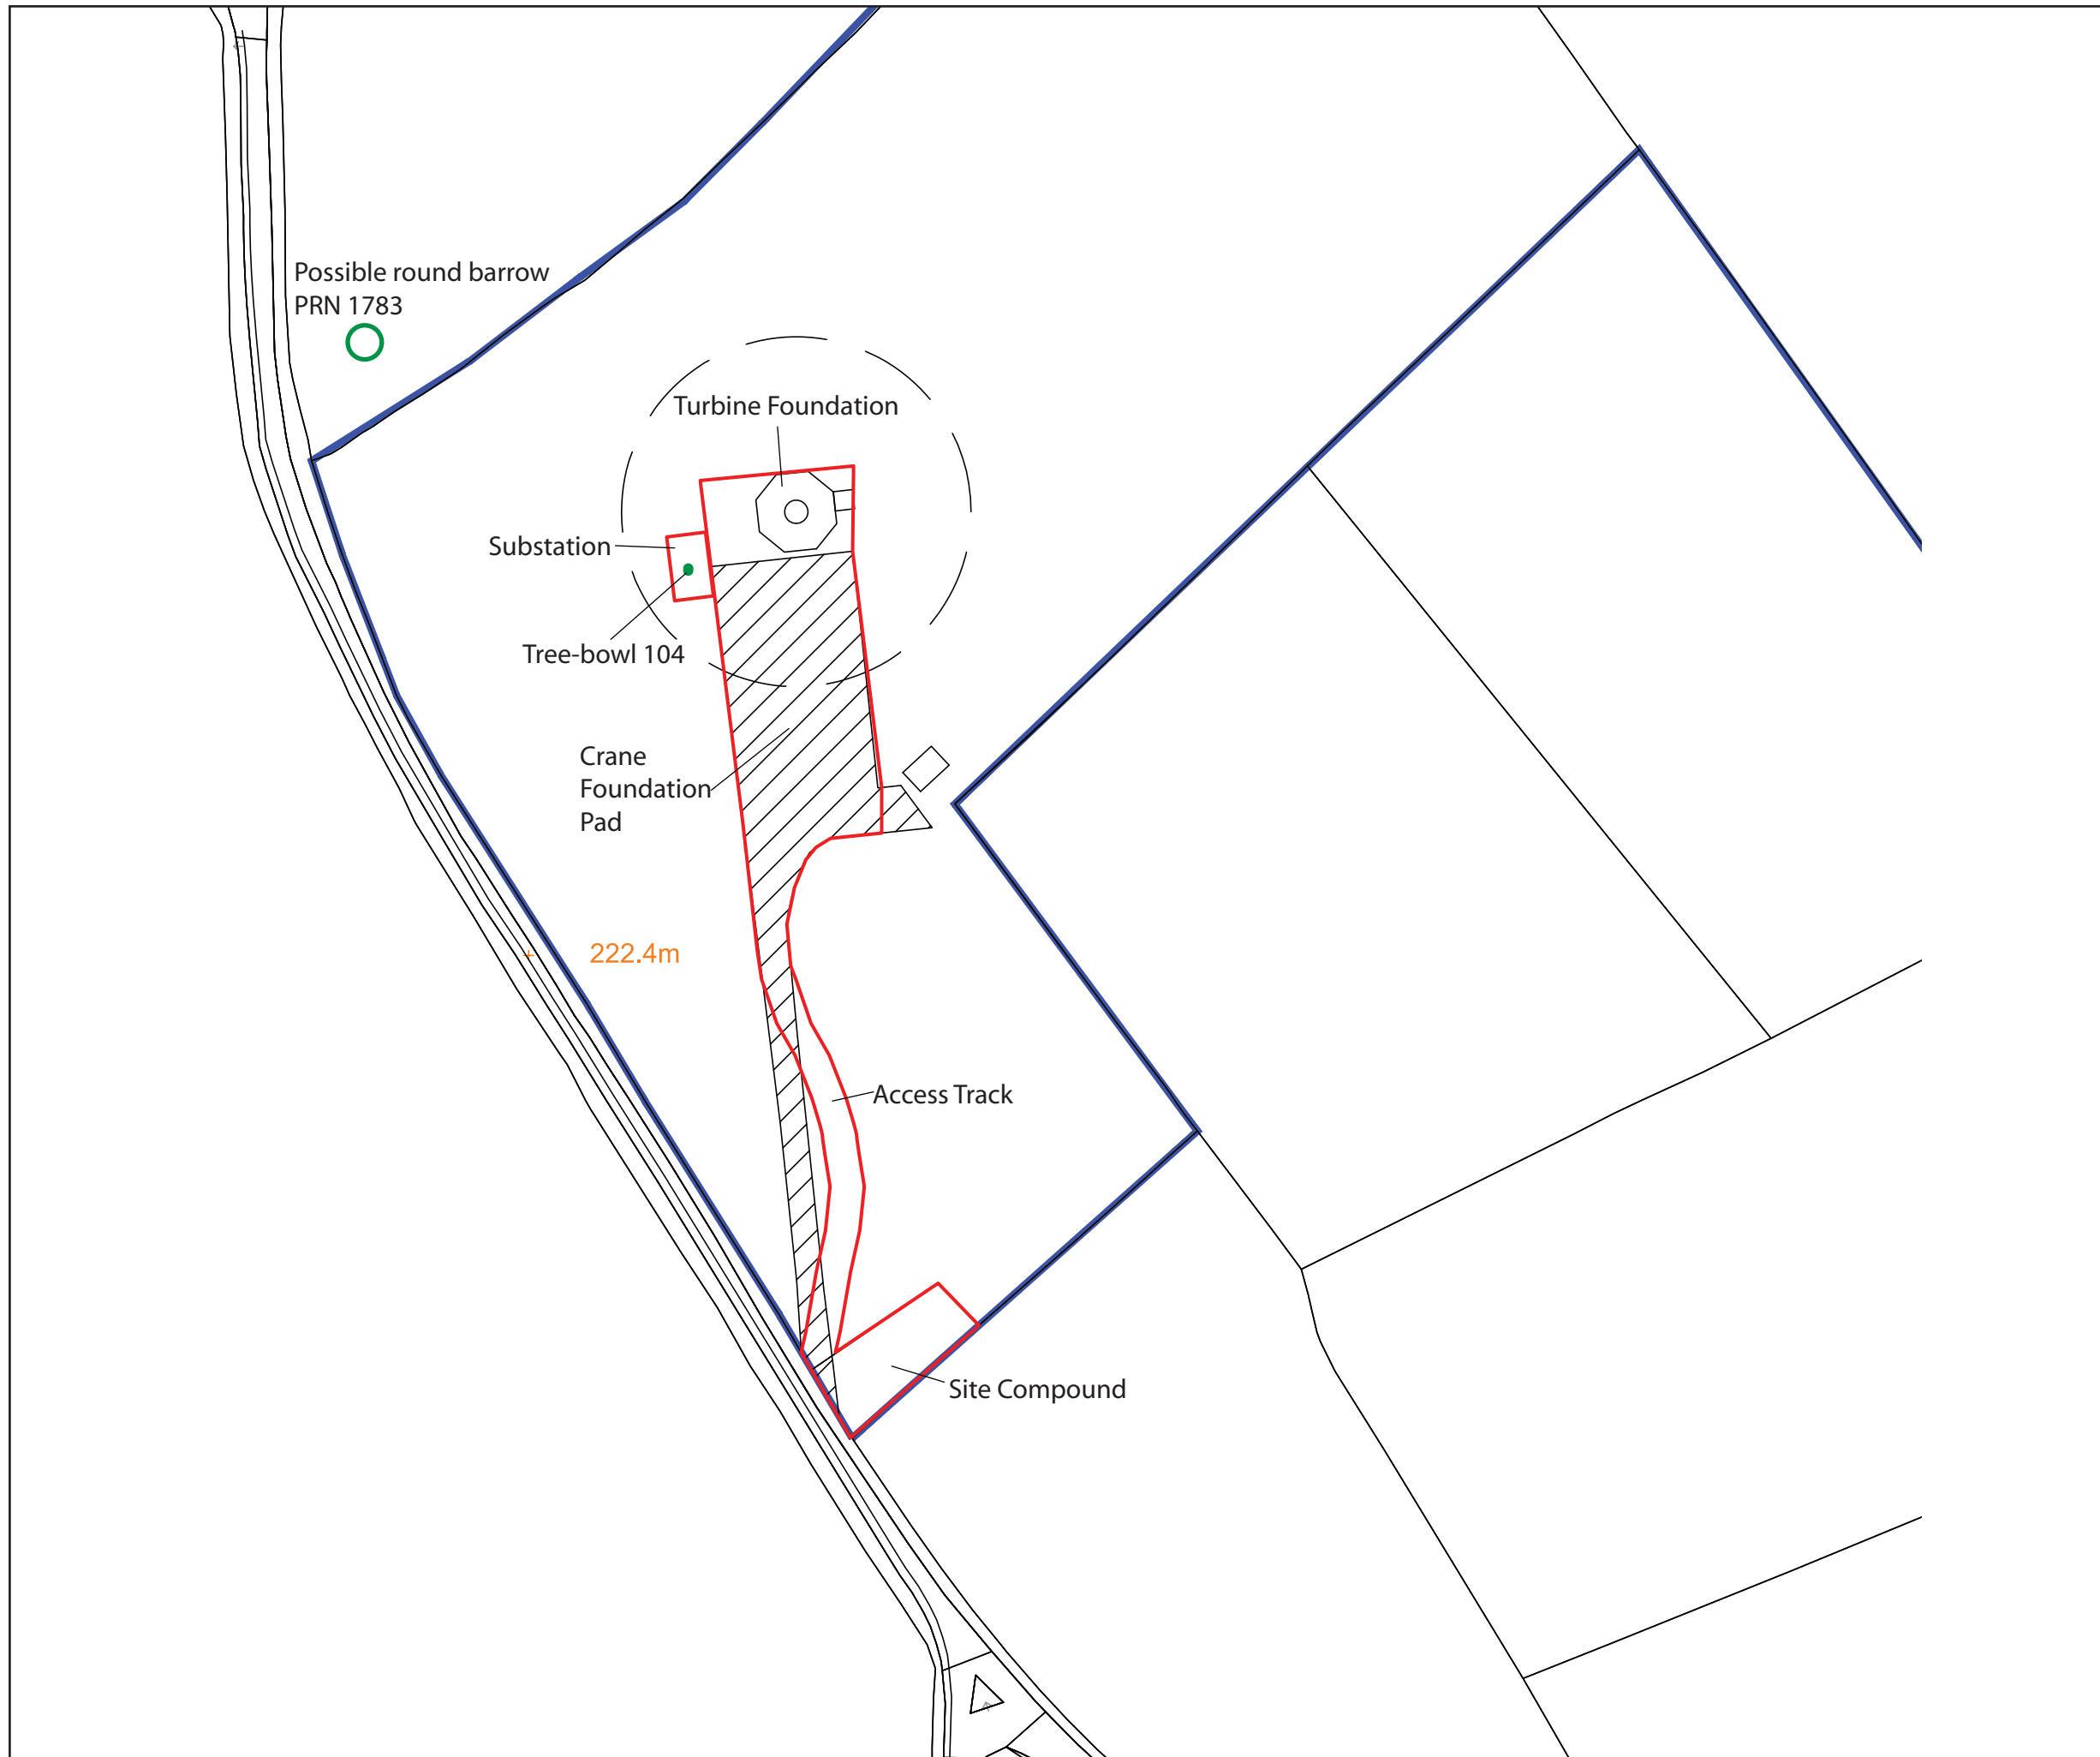 Possible round barrow
PRN 1783
Turbine Foundation
Substation
Tree-bowl 104
Crane
Foundation
Pad
222.4m
Access Track
Site Compound